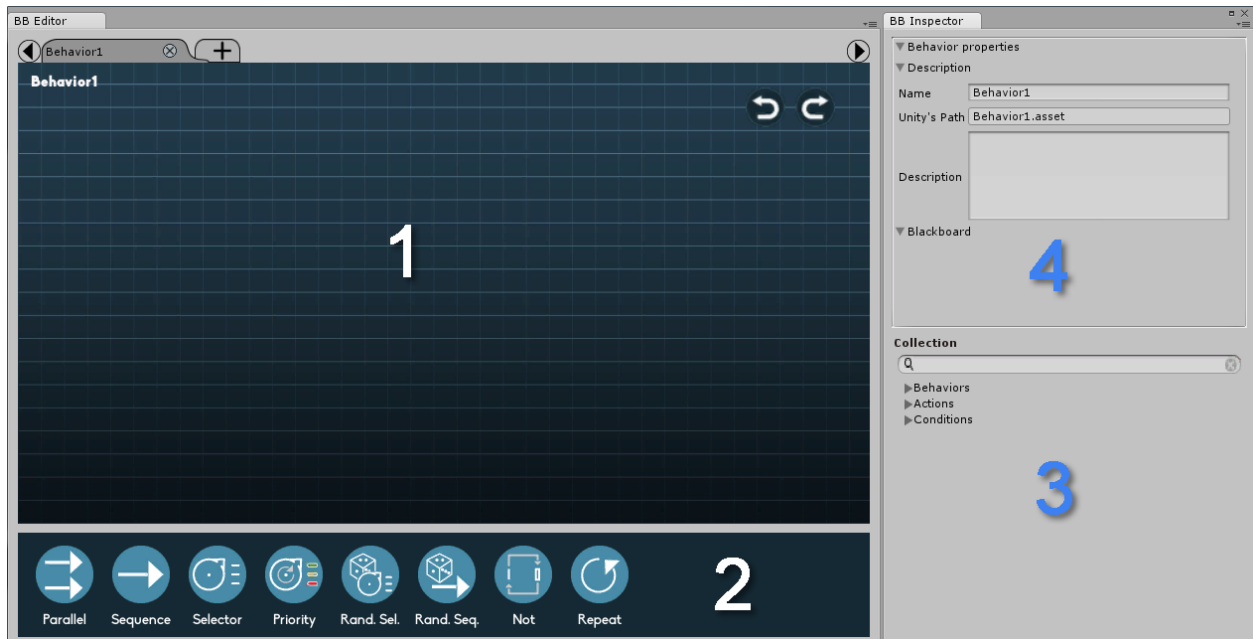 BB Editor
Behavior1
Behavior1
1
Parallel
Sequence
Selector
Priority
Rand. Sel.
Rand. Seq.
Not
Repeat
2
BB Inspector
Behavior properties
Description
Name Behavior1
Unity's Path Behavior1.asset
Description
Blackboard
4
Collection
Behaviors
Actions
Conditions
3